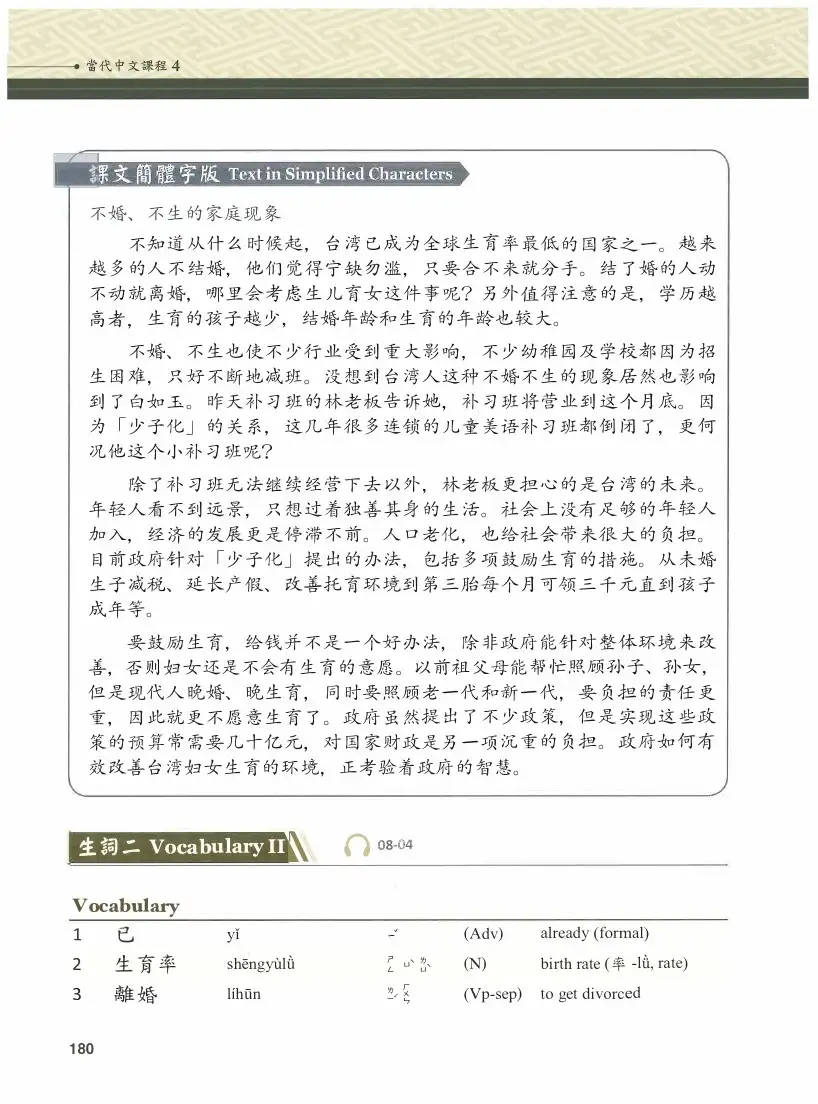 當代中文課程 4
課文簡體字版 Text in Simplified Characters
不婚、不生的家庭现象
不知道从什么时候起，台湾已成为全球生育率最低的国家之一。越来
越多的人不结婚，他们觉得宁缺勿滥，只要合不来就分手。结了婚的人动
不动就离婚，哪里会考虑生儿育女这件事呢？另外值得注意的是，学历越
高者，生育的孩子越少，结婚年龄和生育的年龄也较大。
不婚、不生也使不少行业受到重大影响，不少幼稚园及学校都因为招
生困难，只好不断地减班。没想到台湾人这种不婚不生的现象居然也影响
到了白如玉。昨天补习班的林老板告诉她，补习班将营业到这个月底。因
为「少子化」的关系，这几年很多连锁的儿童美语补习班都倒闭了，更何
况他这个小补习班呢？
除了补习班无法继续经营下去以外，林老板更担心的是台湾的未来。
年轻人看不到远景，只想过着独善其身的生活。社会上没有足够的年轻人
加入，经济的发展更是停滞不前。人口老化，也给社会带来很大的负担。
目前政府针对「少子化」提出的办法，包括多项鼓励生育的措施。从未婚
生子减税、延长产假、改善托育环境到第三胎每个月可领三千元直到孩子
成年等。
要鼓励生育，给钱并不是一个好办法，除非政府能针对整体环境来改
善，否则妇女还是不会有生育的意愿。以前祖父母能帮忙照顾孙子、孙女，
但是现代人晚婚、晚生育，同时要照顾老一代和新一代，要负担的责任更
重，因此就更不愿意生育了。政府虽然提出了不少政策，但是实现这些政
策的预算常需要几十亿元，对国家财政是另一项沉重的负担。政府如何有
效改善台湾妇女生育的环境，正考验着政府的智慧。
生詞二 Vocabulary II 08-04
Vocabulary
1 已 yǐ ㄧˇ (Adv) already (formal)
2 生育率 shēngyùlǜ ㄕㄥ ㄩˋ ㄌㄩˋ (N) birth rate (率 -lǜ, rate)
3 離婚 líhūn ㄌㄧˊ ㄏㄨㄣ (Vp-sep) to get divorced
180